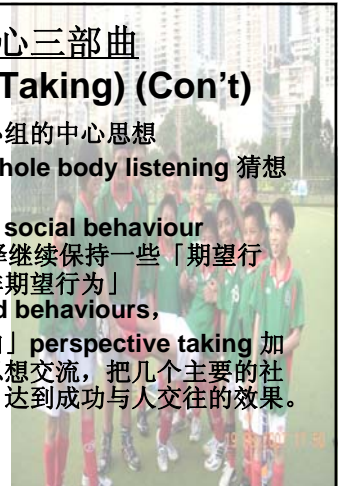 心三部曲
Taking) (Con’t)
组的中心思想
hole body listening 猜想
social behaviour
继续保持一些「期望行
期望行为」
d behaviours,
」perspective taking 加
想交流，把几个主要的社
达到成功与人交往的效果。